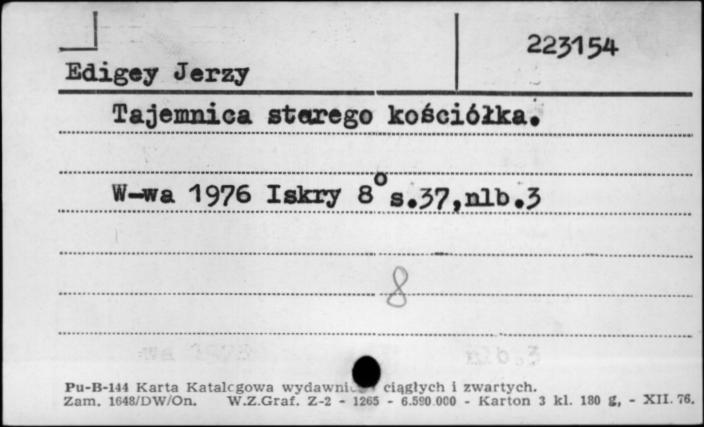 223154
Edigey Jerzy
Tajemnica starego kościółka.
W-wa 1976 Iskry 8° s.37,nlb.3
8
Pu-B-144 Karta Katalogowa ciągłych i zwartych.
Zam. 1648/DW/On. W.Z.Graf. Z-2 - 1265 - 6.590.000 - Karton 3 kl. 180 g, - XII. 76.